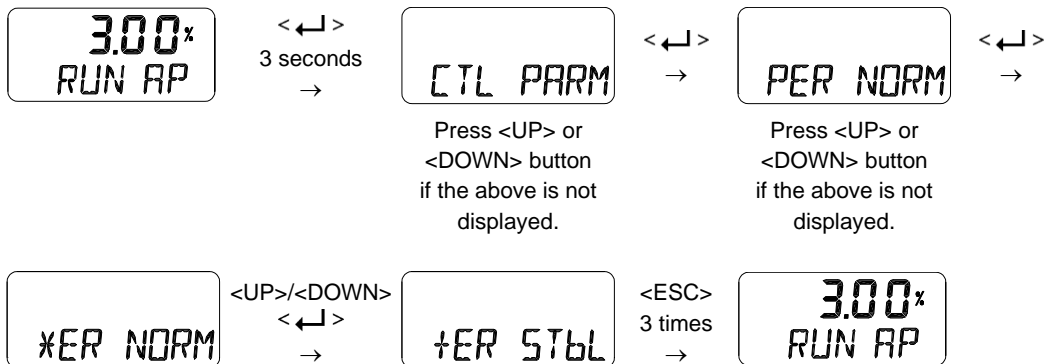 3.00%
RUN AP
<↵>
3 seconds
→
CTL PARM
Press <UP> or
<DOWN> button
if the above is not
displayed.
<↵>
→
PER NORM
Press <UP> or
<DOWN> button
if the above is not
displayed.
<↵>
→
*ER NORM
<UP>/<DOWN>
<↵>
→
+ER STbL
<ESC>
3 times
→
3.00%
RUN AP